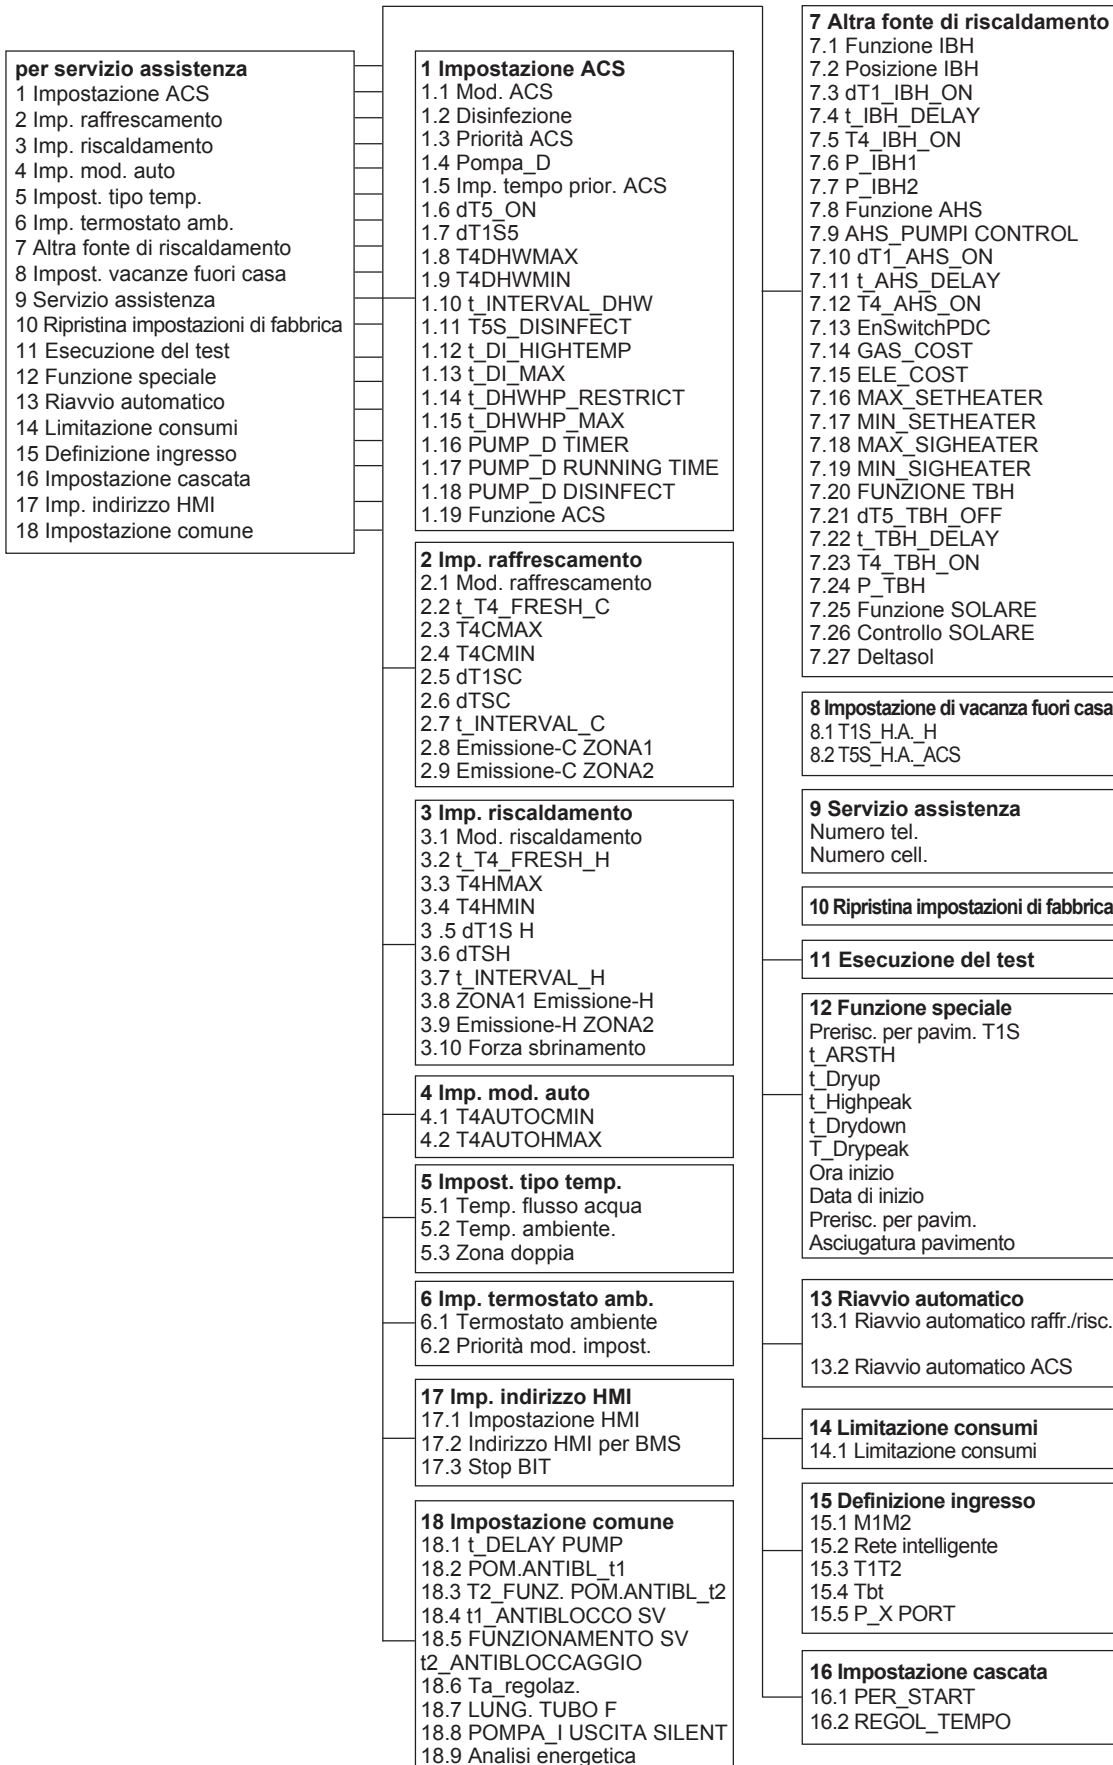 per servizio assistenza
1 Impostazione ACS
2 Imp. raffrescamento
3 Imp. riscaldamento
4 Imp. mod. auto
5 Impost. tipo temp.
6 Imp. termostato amb.
7 Altra fonte di riscaldamento
8 Impost. vacanze fuori casa
9 Servizio assistenza
10 Ripristina impostazioni di fabbrica
11 Esecuzione del test
12 Funzione speciale
13 Riavvio automatico
14 Limitazione consumi
15 Definizione ingresso
16 Impostazione cascata
17 Imp. indirizzo HMI
18 Impostazione comune
1 Impostazione ACS
1.1 Mod. ACS
1.2 Disinfezione
1.3 Priorità ACS
1.4 Pompa_D
1.5 Imp. tempo prior. ACS
1.6 dT5_ON
1.7 dT1S5
1.8 T4DHWMAX
1.9 T4DHWMIN
1.10 t_INTERVAL_DHW
1.11 T5S_DISINFECT
1.12 t_DI_HIGHTEMP
1.13 t_DI_MAX
1.14 t_DHWHP_RESTRICT
1.15 t_DHWHP_MAX
1.16 PUMP_D TIMER
1.17 PUMP_D RUNNING TIME
1.18 PUMP_D DISINFECT
1.19 Funzione ACS
2 Imp. raffrescamento
2.1 Mod. raffrescamento
2.2 t_T4_FRESH_C
2.3 T4CMAX
2.4 T4CMIN
2.5 dT1SC
2.6 dTSC
2.7 t_INTERVAL_C
2.8 Emissione-C ZONA1
2.9 Emissione-C ZONA2
3 Imp. riscaldamento
3.1 Mod. riscaldamento
3.2 t_T4_FRESH_H
3.3 T4HMAX
3.4 T4HMIN
3 .5 dT1S H
3.6 dTSH
3.7 t_INTERVAL_H
3.8 ZONA1 Emissione-H
3.9 Emissione-H ZONA2
3.10 Forza sbrinamento
4 Imp. mod. auto
4.1 T4AUTOCMIN
4.2 T4AUTOHMAX
5 Impost. tipo temp.
5.1 Temp. flusso acqua
5.2 Temp. ambiente.
5.3 Zona doppia
6 Imp. termostato amb.
6.1 Termostato ambiente
6.2 Priorità mod. impost.
17 Imp. indirizzo HMI
17.1 Impostazione HMI
17.2 Indirizzo HMI per BMS
17.3 Stop BIT
18 Impostazione comune
18.1 t_DELAY PUMP
18.2 POM.ANTIBL_t1
18.3 T2_FUNZ. POM.ANTIBL_t2
18.4 t1_ANTIBLOCCO SV
18.5 FUNZIONAMENTO SV
t2_ANTIBLOCCAGGIO
18.6 Ta_regolaz.
18.7 LUNG. TUBO F
18.8 POMPA_I USCITA SILENT
18.9 Analisi energetica
7 Altra fonte di riscaldamento
7.1 Funzione IBH
7.2 Posizione IBH
7.3 dT1_IBH_ON
7.4 t_IBH_DELAY
7.5 T4_IBH_ON
7.6 P_IBH1
7.7 P_IBH2
7.8 Funzione AHS
7.9 AHS_PUMPI CONTROL
7.10 dT1_AHS_ON
7.11 t_AHS_DELAY
7.12 T4_AHS_ON
7.13 EnSwitchPDC
7.14 GAS_COST
7.15 ELE_COST
7.16 MAX_SETHEATER
7.17 MIN_SETHEATER
7.18 MAX_SIGHEATER
7.19 MIN_SIGHEATER
7.20 FUNZIONE TBH
7.21 dT5_TBH_OFF
7.22 t_TBH_DELAY
7.23 T4_TBH_ON
7.24 P_TBH
7.25 Funzione SOLARE
7.26 Controllo SOLARE
7.27 Deltasol
8 Impostazione di vacanza fuori casa
8.1 T1S_H.A._H
8.2 T5S_H.A._ACS
9 Servizio assistenza
Numero tel.
Numero cell.
10 Ripristina impostazioni di fabbrica
11 Esecuzione del test
12 Funzione speciale
Prerisc. per pavim. T1S
t_ARSTH
t_Dryup
t_Highpeak
t_Drydown
T_Drypeak
Ora inizio
Data di inizio
Prerisc. per pavim.
Asciugatura pavimento
13 Riavvio automatico
13.1 Riavvio automatico raffr./risc.
13.2 Riavvio automatico ACS
14 Limitazione consumi
14.1 Limitazione consumi
15 Definizione ingresso
15.1 M1M2
15.2 Rete intelligente
15.3 T1T2
15.4 Tbt
15.5 P_X PORT
16 Impostazione cascata
16.1 PER_START
16.2 REGOL_TEMPO